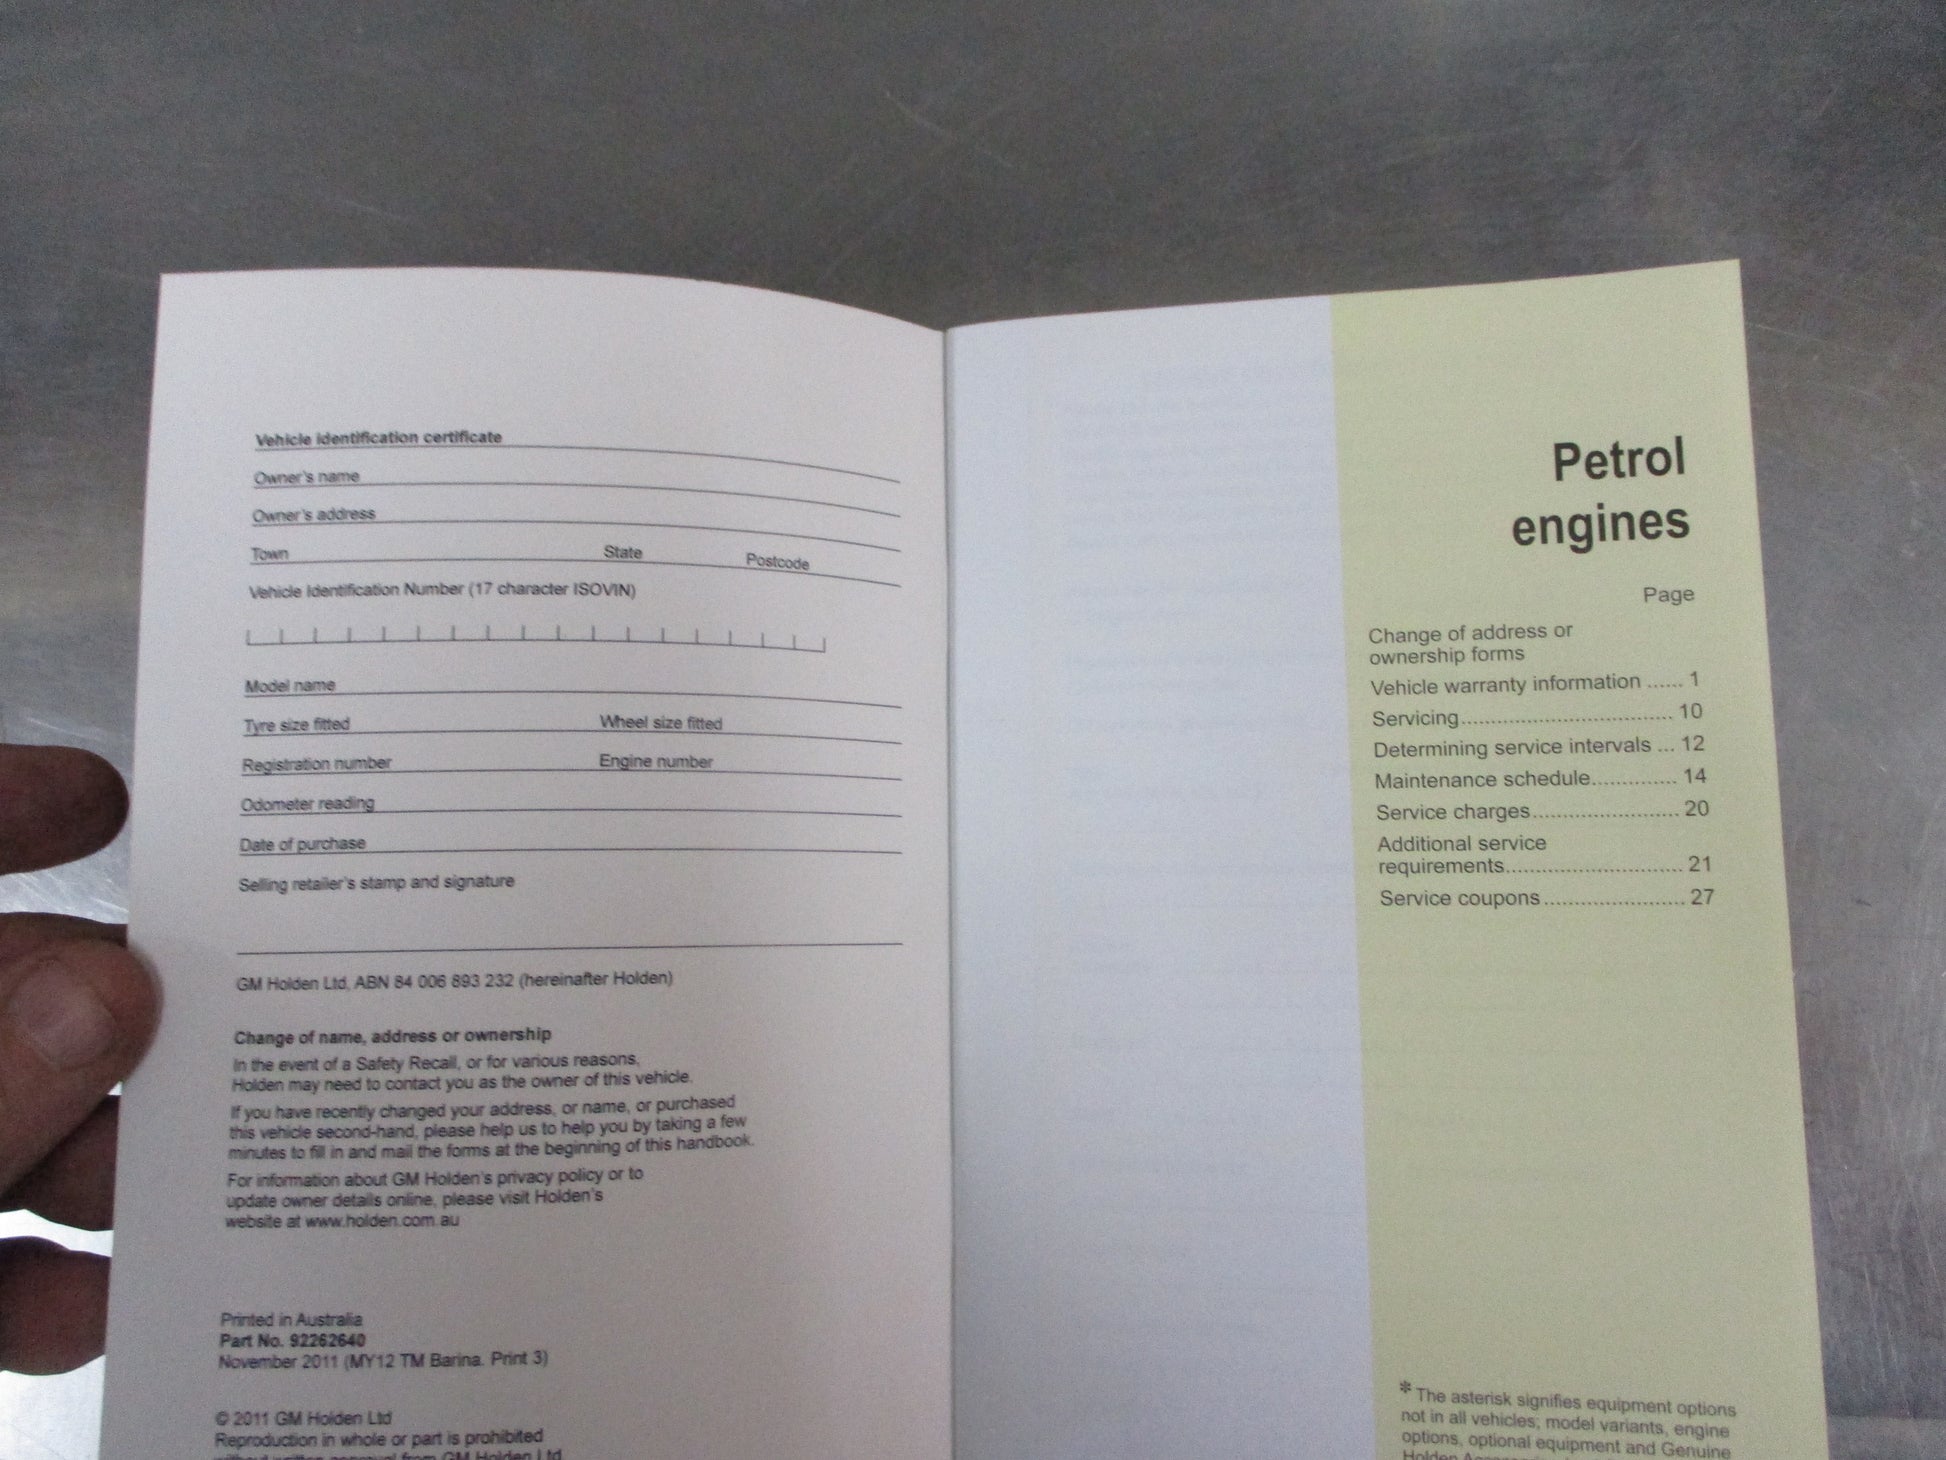 Vehicle identification certificate
Owner's name
Owner's address
Town State Postcode
Vehicle Identification Number (17 character ISOVIN)
Model name
Tyre size fitted Wheel size fitted
Registration number Engine number
Odometer reading
Date of purchase
Selling retailer's stamp and signature
GM Holden Ltd, ABN 84 006 893 232 (hereinafter Holden)
Change of name, address or ownership
In the event of a Safety Recall, or for various reasons,
Holden may need to contact you as the owner of this vehicle.
If you have recently changed your address, or name, or purchased
this vehicle second-hand, please help us to help you by taking a few
minutes to fill in and mail the forms at the beginning of this handbook.
For information about GM Holden's privacy policy or to
update owner details online, please visit Holden's
website at www.holden.com.au
Printed in Australia
Part No. 92262640
November 2011 (MY12 TM Barina. Print 3)
© 2011 GM Holden Ltd
Reproduction in whole or part is prohibited
without written approval from GM Holden Ltd
Petrol
engines
Page
Change of address or
ownership forms
Vehicle warranty information ...... 1
Servicing.................................... 10
Determining service intervals ... 12
Maintenance schedule.............. 14
Service charges......................... 20
Additional service
requirements.............................. 21
Service coupons........................ 27
* The asterisk signifies equipment options
not in all vehicles; model variants, engine
options, optional equipment and Genuine
Holden